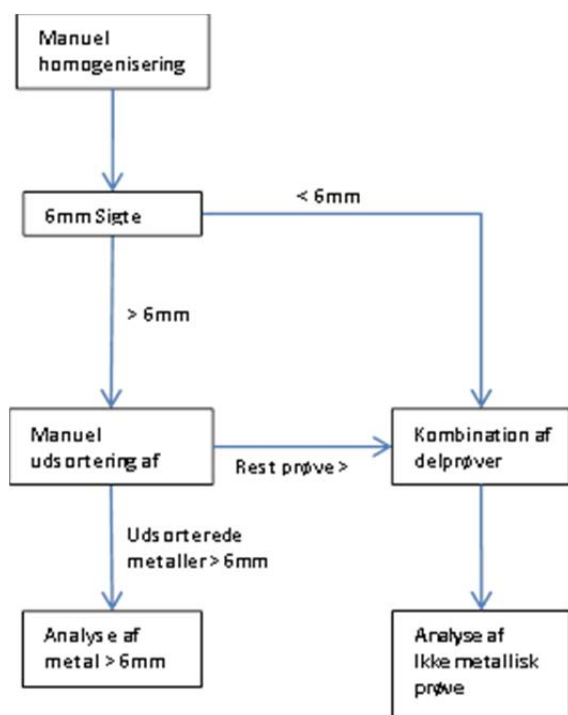 Manuel
homogenisering
6mm Sigte
< 6mm
> 6mm
Manuel
udsortering af
Rest prøve >
Kombination af
delprøver
Udsorterede
metaller > 6mm
Analyse af
metal > 6mm
Analyse af
Ikke metallisk
prøve